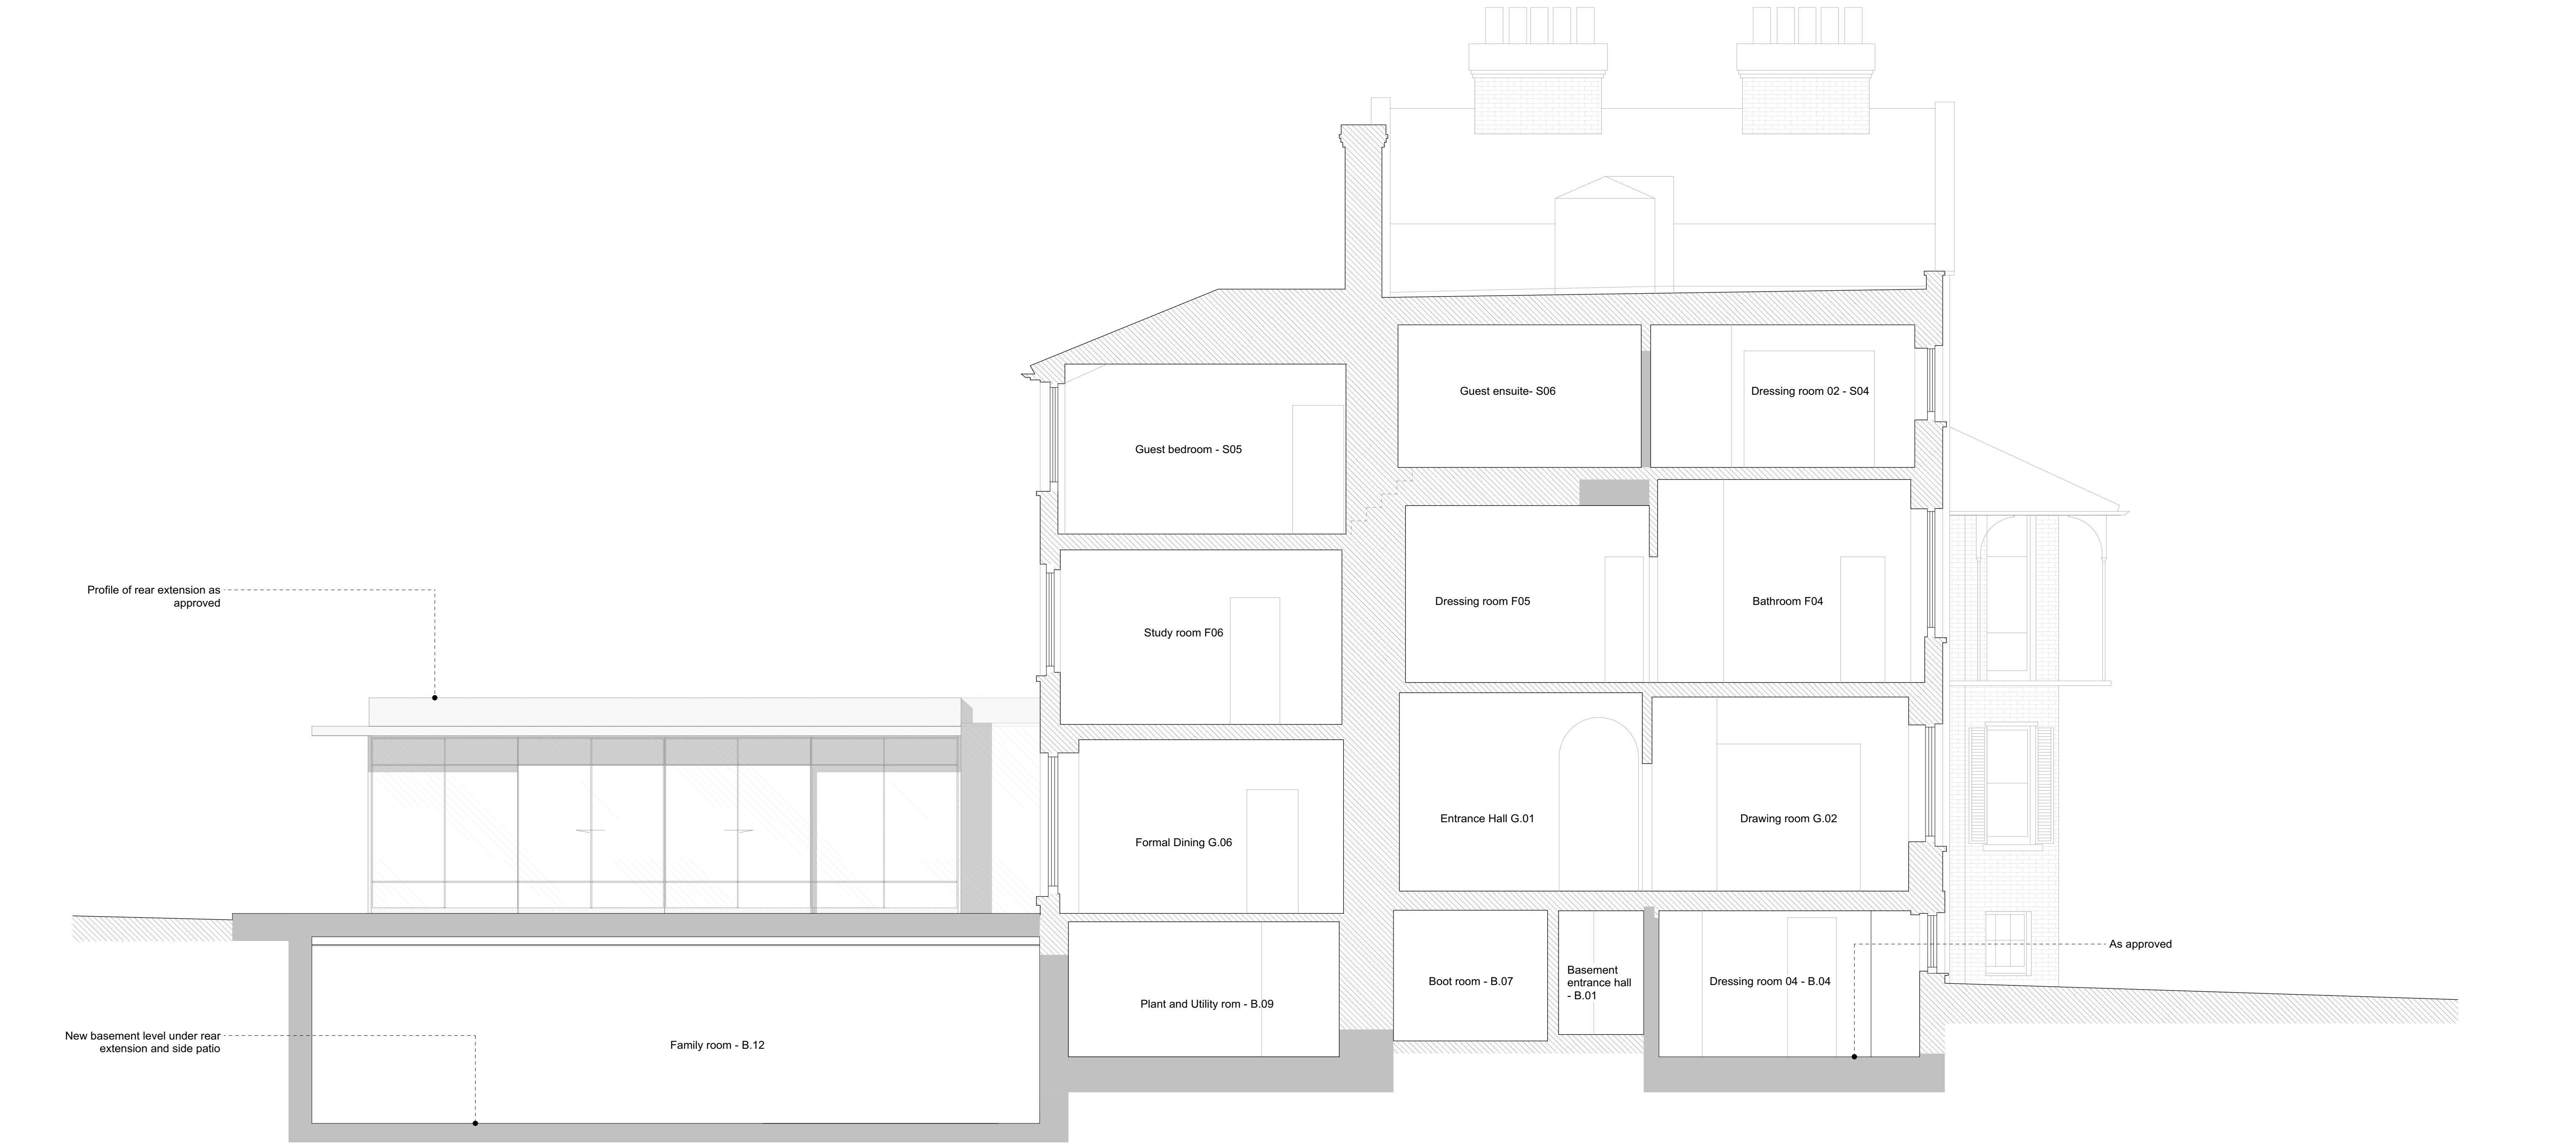 Guest ensuite- S06
Dressing room 02 - S04
Guest bedroom - S05
Profile of rear extension as
approved
Dressing room F05
Bathroom F04
Study room F06
Entrance Hall G.01
Drawing room G.02
Formal Dining G.06
As approved
Basement
entrance hall
- B.01
Boot room - B.07
Dressing room 04 - B.04
Plant and Utility rom - B.09
New basement level under rear
extension and side patio
Family room - B.12